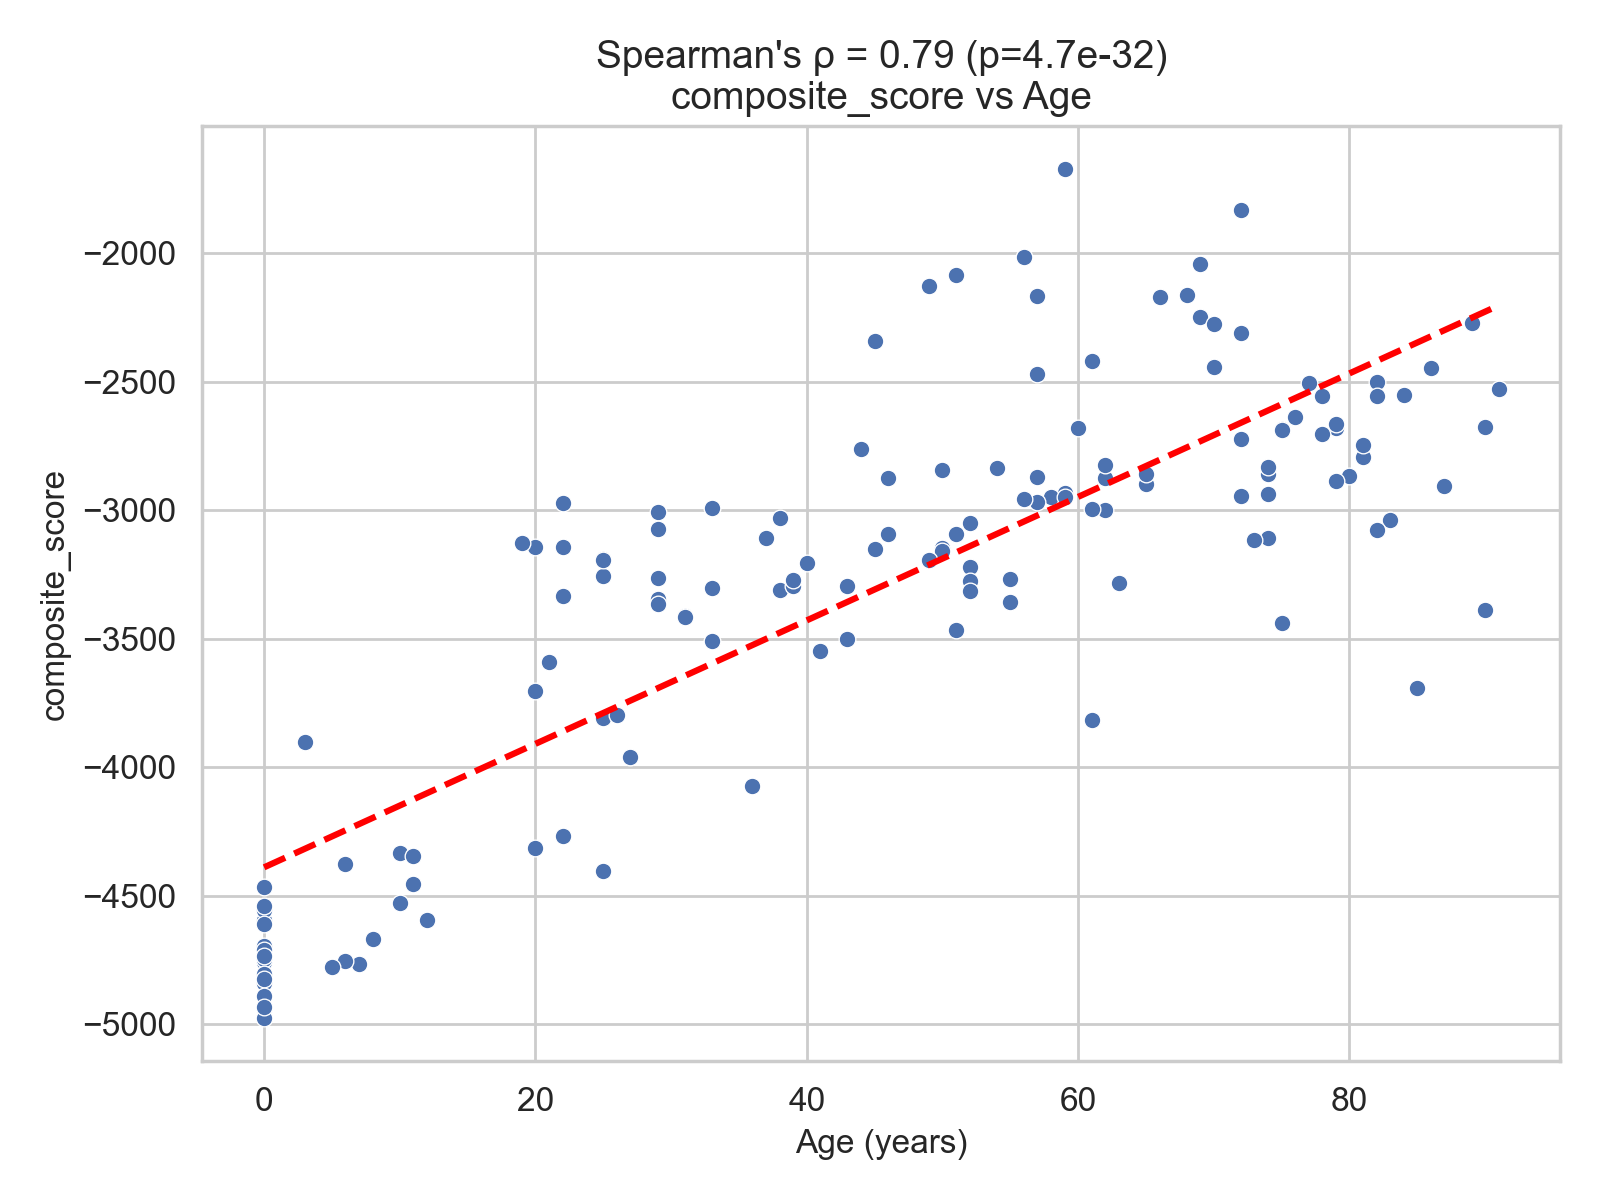 Spearman's ρ = 0.79 (p=4.7e-32)
composite_score vs Age
composite_score
−2000
−2500
−3000
−3500
−4000
−4500
−5000
0 20 40 60 80
Age (years)